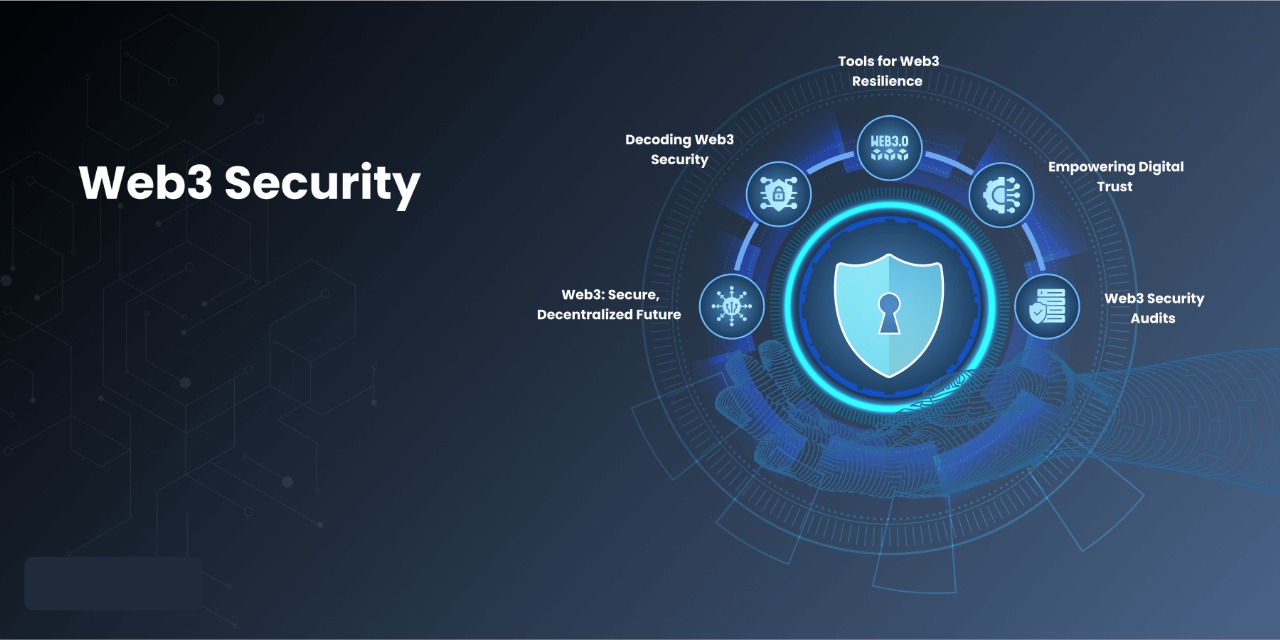 Web3 Security
Tools for Web3
Resilience
Decoding Web3
Security
WEB3.0
Empowering Digital
Trust
Web3: Secure,
Decentralized Future
Web3 Security
Audits